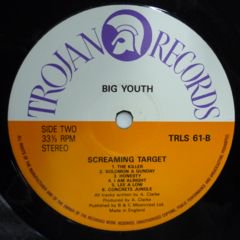 TROJAN RECORDS
BIG YOUTH
SIDE TWO
33⅓ RPM
STEREO
TRLS 61-B
SCREAMING TARGET
1. THE KILLER
2. SOLOMON A GUNDAY
3. HONESTY
4. I AM ALRIGHT
5. LEE A LOW
6. CONCRETE JUNGLE
All tracks written by A. Clarke
Produced by A. Clarke
Published by B & C Music/croal Ltd.
Made in England